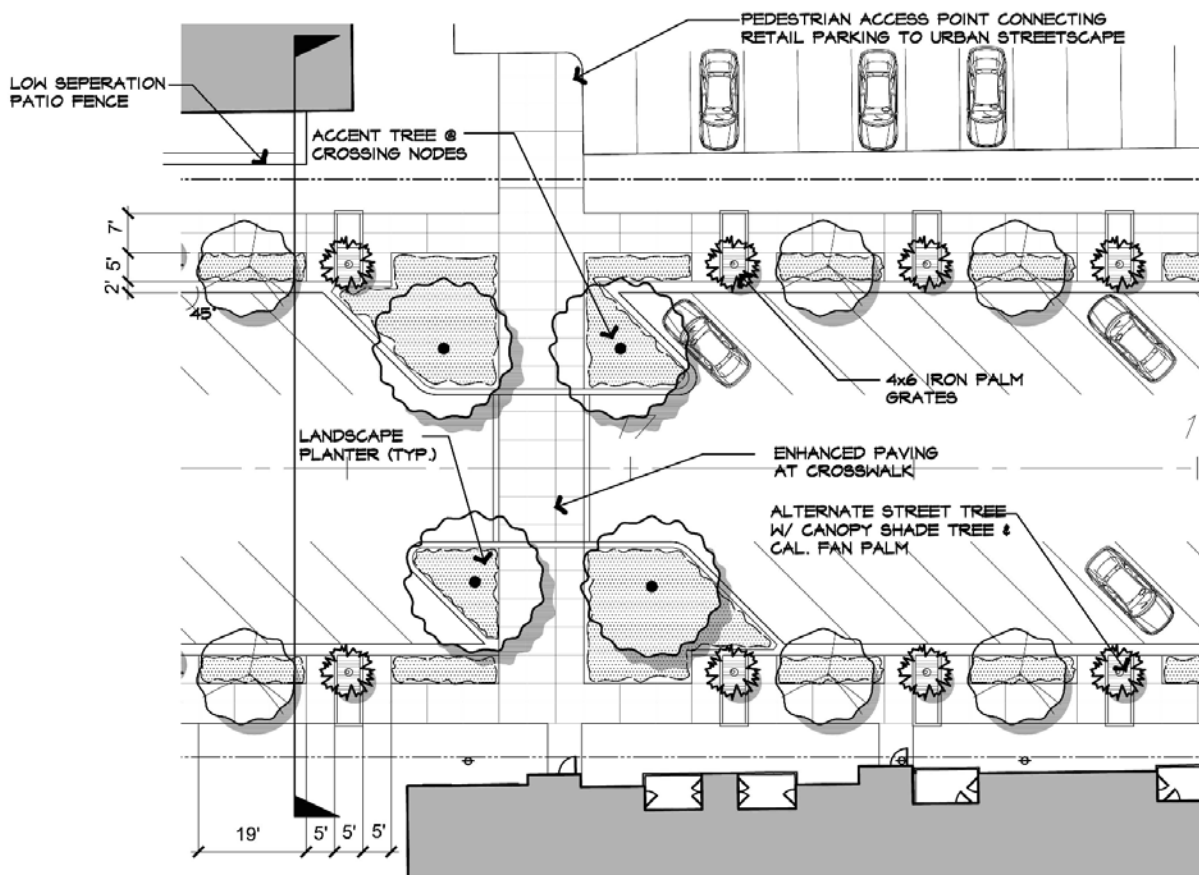 PEDESTRIAN ACCESS POINT CONNECTING
RETAIL PARKING TO URBAN STREETSCAPE
LOW SEPERATION
PATIO FENCE
ACCENT TREE @
CROSSING NODES
7'
5'
2'
45°
4x6 IRON PALM
GRATES
LANDSCAPE
PLANTER (TYP.)
ENHANCED PAVING
AT CROSSWALK
ALTERNATE STREET TREE
W/ CANOPY SHADE TREE &
CAL. FAN PALM
19'
5'
5'
5'